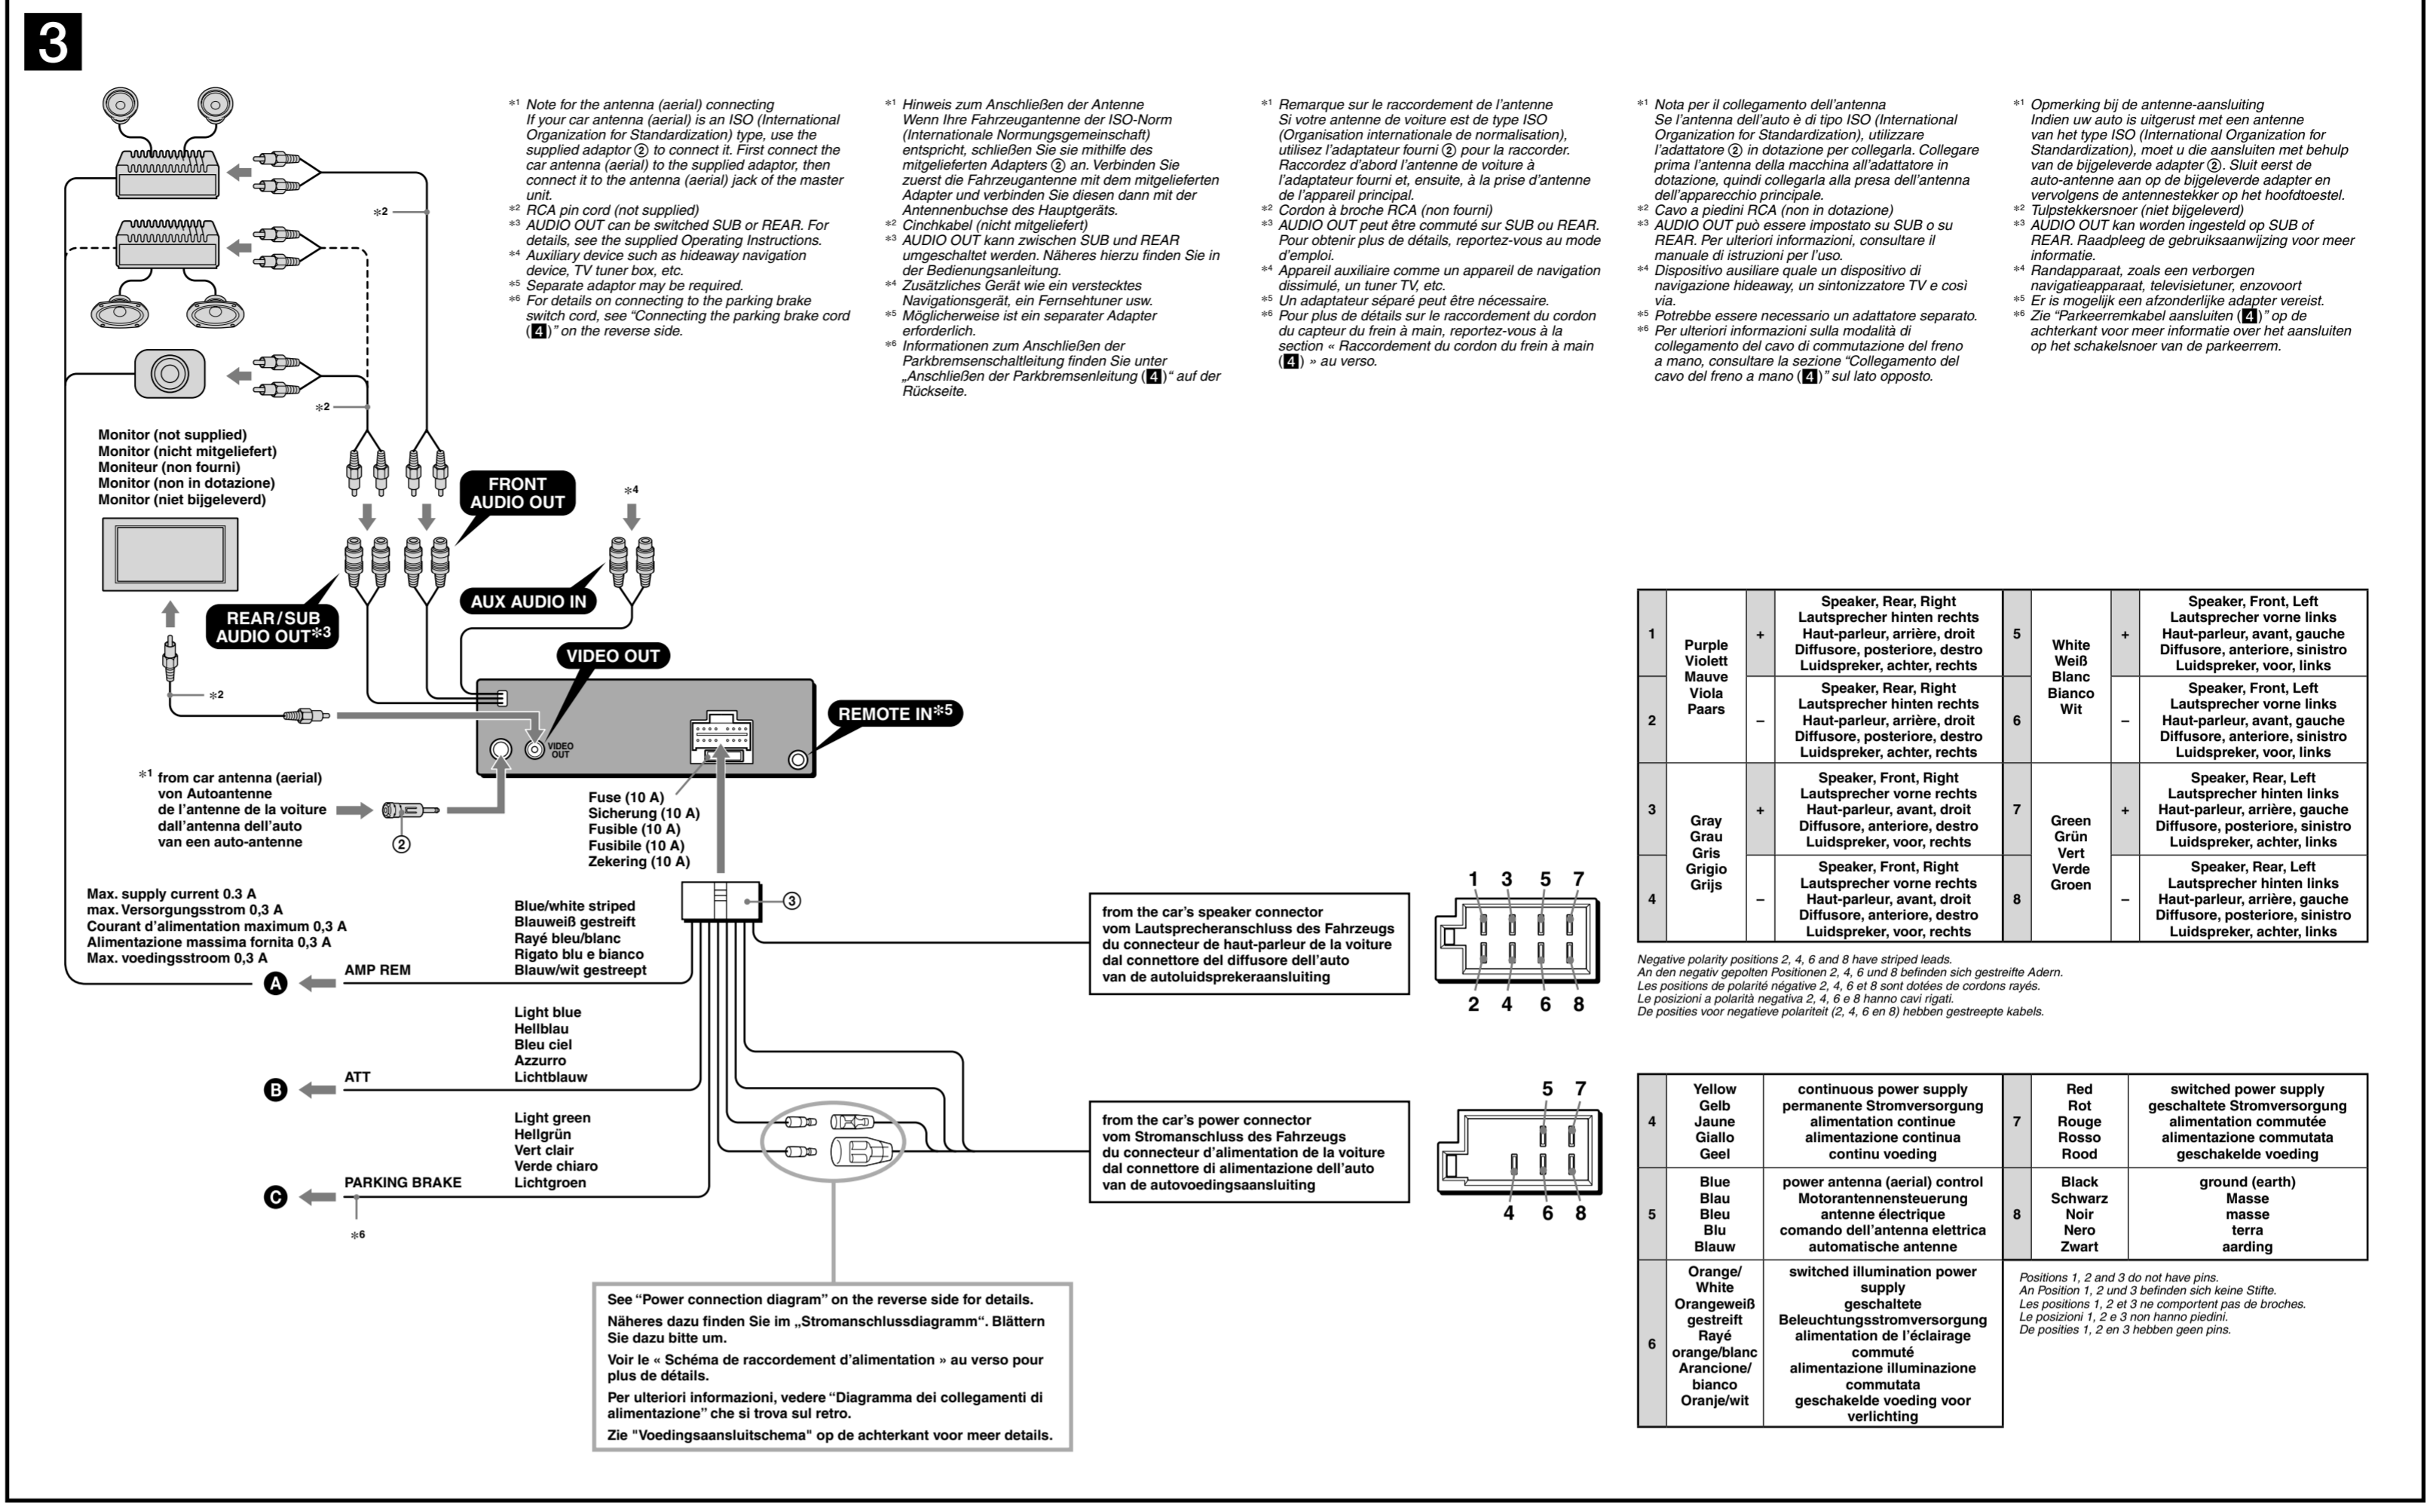 3
*1 Note for the antenna (aerial) connecting
If your car antenna (aerial) is an ISO (International
Organization for Standardization) type, use the
supplied adaptor ② to connect it. First connect the
car antenna (aerial) to the supplied adaptor, then
connect it to the antenna (aerial) jack of the master
unit.
*2 RCA pin cord (not supplied)
*3 AUDIO OUT can be switched SUB or REAR. For
details, see the supplied Operating Instructions.
*4 Auxiliary device such as hideaway navigation
device, TV tuner box, etc.
*5 Separate adaptor may be required.
*6 For details on connecting to the parking brake
switch cord, see “Connecting the parking brake cord
(4)” on the reverse side.
*1 Hinweis zum Anschließen der Antenne
Wenn Ihre Fahrzeugantenne der ISO-Norm
(Internationale Normungsgemeinschaft)
entspricht, schließen Sie sie mithilfe des
mitgelieferten Adapters ② an. Verbinden Sie
zuerst die Fahrzeugantenne mit dem mitgelieferten
Adapter und verbinden Sie diesen dann mit der
Antennenbuchse des Hauptgeräts.
*2 Cinchkabel (nicht mitgeliefert)
*3 AUDIO OUT kann zwischen SUB und REAR
umgeschaltet werden. Näheres hierzu finden Sie in
der Bedienungsanleitung.
*4 Zusätzliches Gerät wie ein verstecktes
Navigationsgerät, ein Fernsehtuner usw.
*5 Möglicherweise ist ein separater Adapter
erforderlich.
*6 Informationen zum Anschließen der
Parkbremsenschaltleitung finden Sie unter
„Anschließen der Parkbremsenleitung (4)“ auf der
Rückseite.
*1 Remarque sur le raccordement de l’antenne
Si votre antenne de voiture est de type ISO
(Organisation internationale de normalisation),
utilisez l’adaptateur fourni ② pour la raccorder.
Raccordez d’abord l’antenne de voiture à
l’adaptateur fourni et, ensuite, à la prise d’antenne
de l’appareil principal.
*2 Cordon à broche RCA (non fourni)
*3 AUDIO OUT peut être commuté sur SUB ou REAR.
Pour obtenir plus de détails, reportez-vous au mode
d’emploi.
*4 Appareil auxiliaire comme un appareil de navigation
dissimulé, un tuner TV, etc.
*5 Un adaptateur séparé peut être nécessaire.
*6 Pour plus de détails sur le raccordement du cordon
du capteur du frein à main, reportez-vous à la
section « Raccordement du cordon du frein à main
(4) » au verso.
*1 Nota per il collegamento dell’antenna
Se l’antenna dell’auto è di tipo ISO (International
Organization for Standardization), utilizzare
l’adattatore ② in dotazione per collegarla. Collegare
prima l’antenna della macchina all’adattatore in
dotazione, quindi collegarla alla presa dell’antenna
dell’apparecchio principale.
*2 Cavo a piedini RCA (non in dotazione)
*3 AUDIO OUT può essere impostato su SUB o su
REAR. Per ulteriori informazioni, consultare il
manuale di istruzioni per l’uso.
*4 Dispositivo ausiliare quale un dispositivo di
navigazione hideaway, un sintonizzatore TV e così
via.
*5 Potrebbe essere necessario un adattatore separato.
*6 Per ulteriori informazioni sulla modalità di
collegamento del cavo di commutazione del freno
a mano, consultare la sezione “Collegamento del
cavo del freno a mano (4)” sul lato opposto.
*1 Opmerking bij de antenne-aansluiting
Indien uw auto is uitgerust met een antenne
van het type ISO (International Organization for
Standardization), moet u die aansluiten met behulp
van de bijgeleverde adapter ②. Sluit eerst de
auto-antenne aan op de bijgeleverde adapter en
vervolgens de antennestekker op het hoofdtoestel.
*2 Tulpstekkersnoer (niet bijgeleverd)
*3 AUDIO OUT kan worden ingesteld op SUB of
REAR. Raadpleeg de gebruiksaanwijzing voor meer
informatie.
*4 Randapparaat, zoals een verborgen
navigatieapparaat, televisietuner, enzovoort
*5 Er is mogelijk een afzonderlijke adapter vereist.
*6 Zie “Parkeerremkabel aansluiten (4)” op de
achterkant voor meer informatie over het aansluiten
op het schakelsnoer van de parkeerrem.
*2
*2
Monitor (not supplied)
Monitor (nicht mitgeliefert)
Moniteur (non fourni)
Monitor (non in dotazione)
Monitor (niet bijgeleverd)
FRONT
AUDIO OUT
*4
AUX AUDIO IN
REAR/SUB
AUDIO OUT*3
VIDEO OUT
*2
REMOTE IN*5
VIDEO
OUT
*1 from car antenna (aerial)
von Autoantenne
de l’antenne de la voiture
dall’antenna dell’auto
van een auto-antenne
②
Fuse (10 A)
Sicherung (10 A)
Fusible (10 A)
Fusibile (10 A)
Zekering (10 A)
③
Max. supply current 0.3 A
max. Versorgungsstrom 0,3 A
Courant d’alimentation maximum 0,3 A
Alimentazione massima fornita 0,3 A
Max. voedingsstroom 0,3 A
Blue/white striped
Blauweiß gestreift
Rayé bleu/blanc
Rigato blu e bianco
Blauw/wit gestreept
A
AMP REM
Light blue
Hellblau
Bleu ciel
Azzurro
Lichtblauw
B
ATT
Light green
Hellgrün
Vert clair
Verde chiaro
Lichtgroen
C
PARKING BRAKE
*6
from the car’s speaker connector
vom Lautsprecheranschluss des Fahrzeugs
du connecteur de haut-parleur de la voiture
dal connettore del diffusore dell’auto
van de autoluidsprekeraansluiting
1 3 5 7
2 4 6 8
from the car’s power connector
vom Stromanschluss des Fahrzeugs
du connecteur d’alimentation de la voiture
dal connettore di alimentazione dell’auto
van de autovoedingsaansluiting
5 7
4 6 8
See “Power connection diagram” on the reverse side for details.
Näheres dazu finden Sie im „Stromanschlussdiagramm“. Blättern
Sie dazu bitte um.
Voir le « Schéma de raccordement d’alimentation » au verso pour
plus de détails.
Per ulteriori informazioni, vedere “Diagramma dei collegamenti di
alimentazione” che si trova sul retro.
Zie "Voedingsaansluitschema" op de achterkant voor meer details.
1
Purple
Violett
Mauve
Viola
Paars
+
Speaker, Rear, Right
Lautsprecher hinten rechts
Haut-parleur, arrière, droit
Diffusore, posteriore, destro
Luidspreker, achter, rechts
2
–
Speaker, Rear, Right
Lautsprecher hinten rechts
Haut-parleur, arrière, droit
Diffusore, posteriore, destro
Luidspreker, achter, rechts
3
Gray
Grau
Gris
Grigio
Grijs
+
Speaker, Front, Right
Lautsprecher vorne rechts
Haut-parleur, avant, droit
Diffusore, anteriore, destro
Luidspreker, voor, rechts
4
–
Speaker, Front, Right
Lautsprecher vorne rechts
Haut-parleur, avant, droit
Diffusore, anteriore, destro
Luidspreker, voor, rechts
5
White
Weiß
Blanc
Bianco
Wit
+
Speaker, Front, Left
Lautsprecher vorne links
Haut-parleur, avant, gauche
Diffusore, anteriore, sinistro
Luidspreker, voor, links
6
–
Speaker, Front, Left
Lautsprecher vorne links
Haut-parleur, avant, gauche
Diffusore, anteriore, sinistro
Luidspreker, voor, links
7
Green
Grün
Vert
Verde
Groen
+
Speaker, Rear, Left
Lautsprecher hinten links
Haut-parleur, arrière, gauche
Diffusore, posteriore, sinistro
Luidspreker, achter, links
8
–
Speaker, Rear, Left
Lautsprecher hinten links
Haut-parleur, arrière, gauche
Diffusore, posteriore, sinistro
Luidspreker, achter, links
Negative polarity positions 2, 4, 6 and 8 have striped leads.
An den negativ gepolten Positionen 2, 4, 6 und 8 befinden sich gestreifte Adern.
Les positions de polarité négative 2, 4, 6 et 8 sont dotées de cordons rayés.
Le posizioni a polarità negativa 2, 4, 6 e 8 hanno cavi rigati.
De posities voor negatieve polariteit (2, 4, 6 en 8) hebben gestreepte kabels.
4
Yellow
Gelb
Jaune
Giallo
Geel
continuous power supply
permanente Stromversorgung
alimentation continue
alimentazione continua
continu voeding
5
Blue
Blau
Bleu
Blu
Blauw
power antenna (aerial) control
Motorantennensteuerung
antenne électrique
comando dell’antenna elettrica
automatische antenne
6
Orange/
White
Orangeweiß
gestreift
Rayé
orange/blanc
Arancione/
bianco
Oranje/wit
switched illumination power
supply
geschaltete
Beleuchtungsstromversorgung
alimentation de l’éclairage
commuté
alimentazione illuminazione
commutata
geschakelde voeding voor
verlichting
7
Red
Rot
Rouge
Rosso
Rood
switched power supply
geschaltete Stromversorgung
alimentation commutée
alimentazione commutata
geschakelde voeding
8
Black
Schwarz
Noir
Nero
Zwart
ground (earth)
Masse
masse
terra
aarding
Positions 1, 2 and 3 do not have pins.
An Position 1, 2 und 3 befinden sich keine Stifte.
Les positions 1, 2 et 3 ne comportent pas de broches.
Le posizioni 1, 2 e 3 non hanno piedini.
De posities 1, 2 en 3 hebben geen pins.